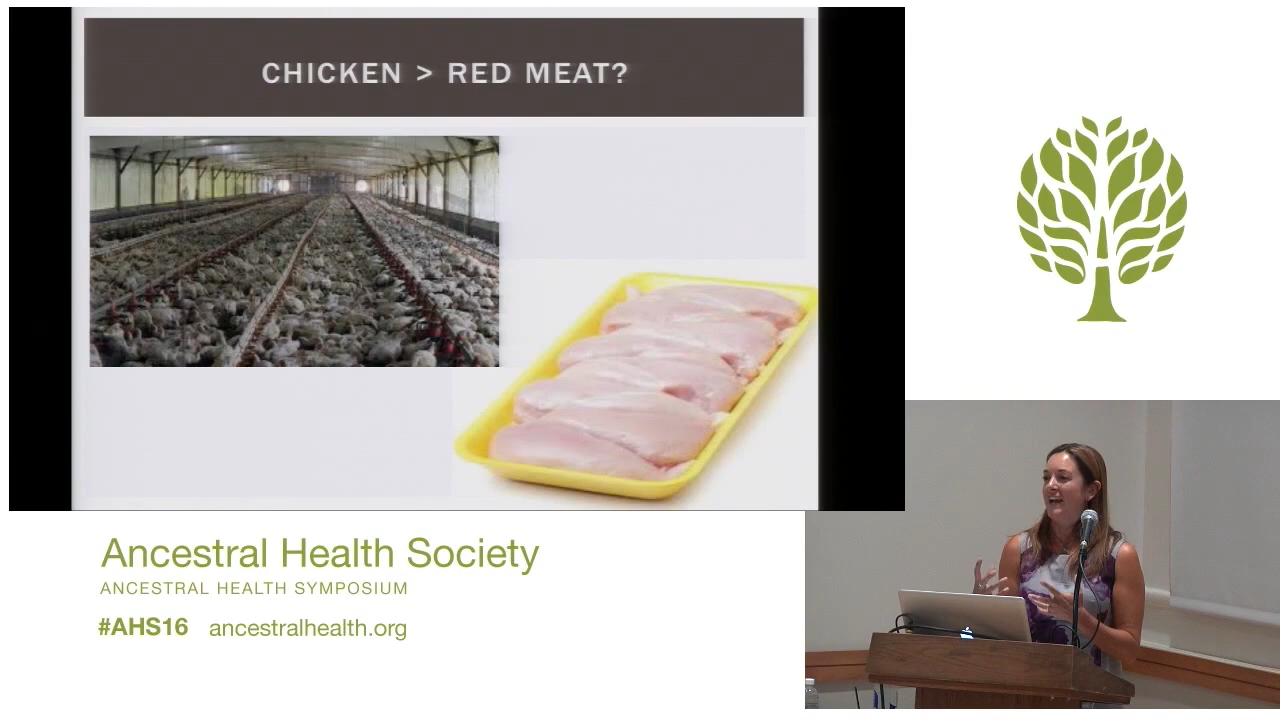 CHICKEN > RED MEAT?
Ancestral Health Society
ANCESTRAL HEALTH SYMPOSIUM
#AHS16 ancestralhealth.org